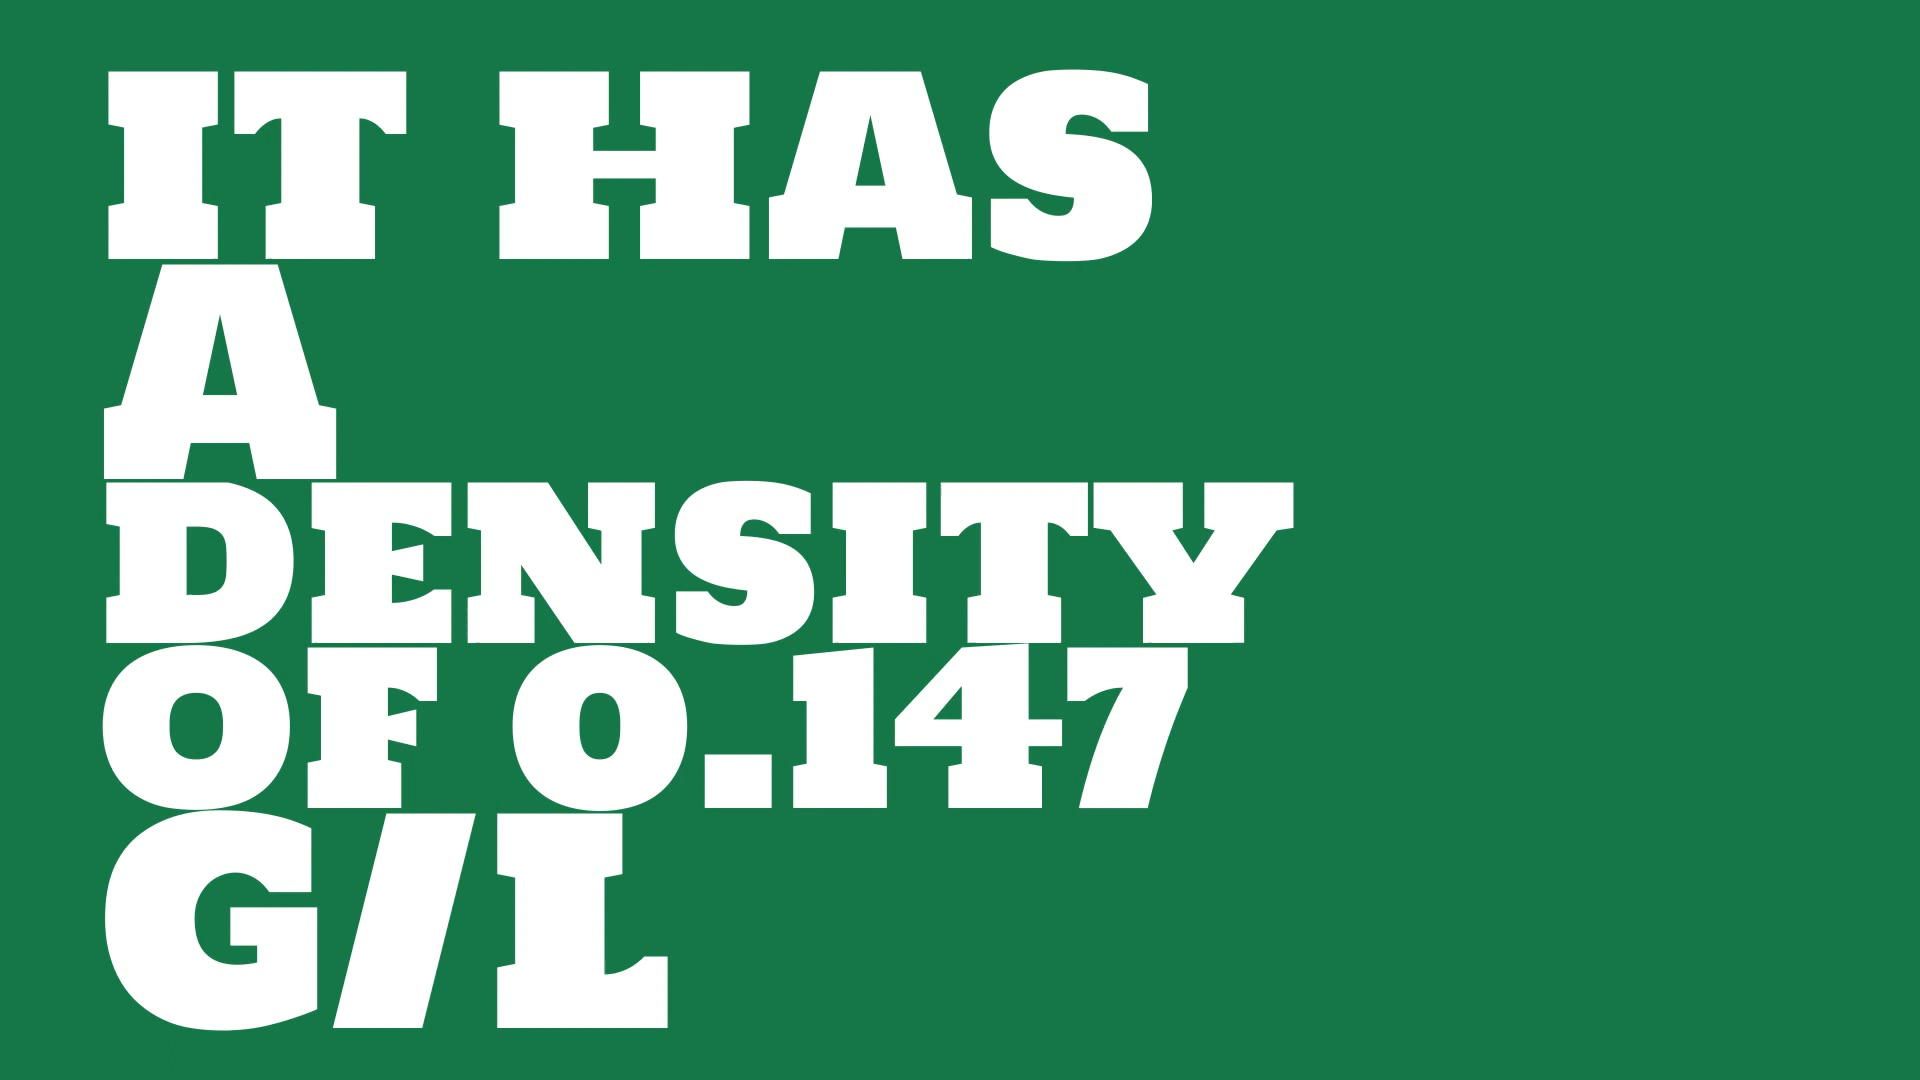 IT HAS
A
DENSITY
OF 0.147
G/L